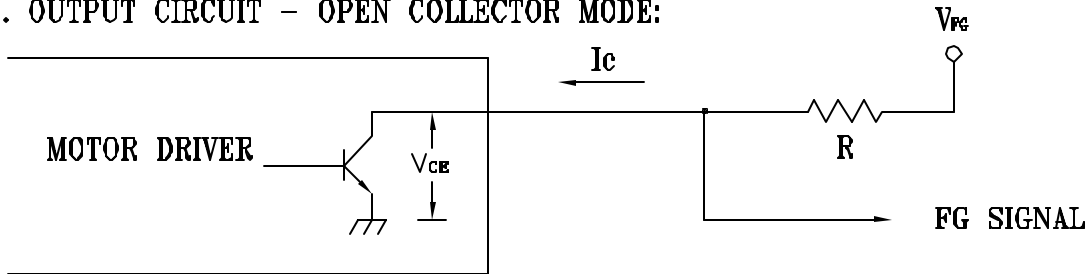 . OUTPUT CIRCUIT - OPEN COLLECTOR MODE:
VFG
Ic
MOTOR DRIVER
VCE
R
FG SIGNAL